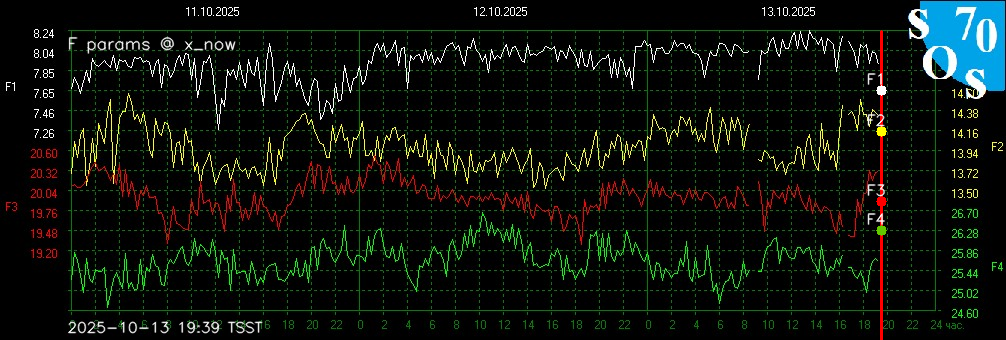 11.10.2025 12.10.2025 13.10.2025
SOS 70
F params @ x_now
8.24
8.04
7.85
7.65
7.46
7.26
F1
20.60
20.32
20.04
19.76
19.48
19.20
F3
F1
F2
F3
F4
14.60
14.38
14.16
13.94
13.72
13.50
F2
26.70
26.28
25.86
25.44
25.02
24.60
F4
2025-10-13 19:39 TSST
16 18 20 22 0 2 4 6 8 10 12 14 16 18 20 22 0 2 4 6 8 10 12 14 16 18 20 22 24 час.